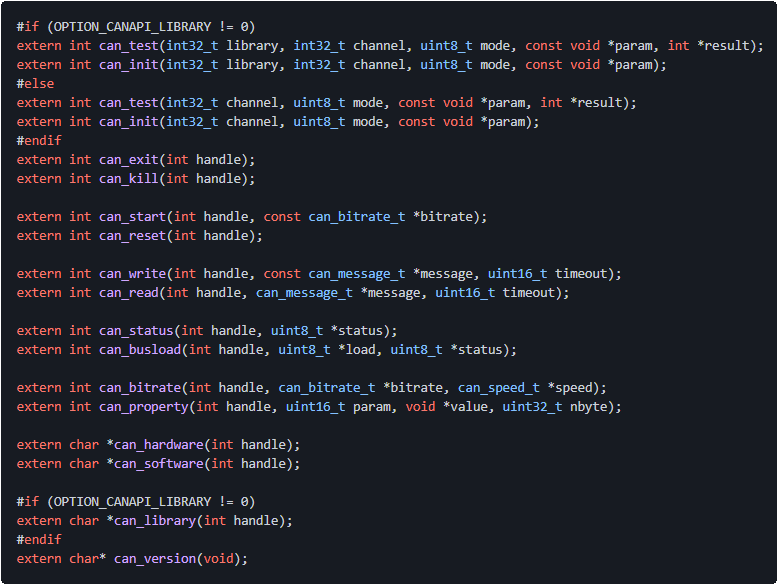 #if (OPTION_CANAPI_LIBRARY != 0)
extern int can_test(int32_t library, int32_t channel, uint8_t mode, const void *param, int *result);
extern int can_init(int32_t library, int32_t channel, uint8_t mode, const void *param);
#else
extern int can_test(int32_t channel, uint8_t mode, const void *param, int *result);
extern int can_init(int32_t channel, uint8_t mode, const void *param);
#endif
extern int can_exit(int handle);
extern int can_kill(int handle);

extern int can_start(int handle, const can_bitrate_t *bitrate);
extern int can_reset(int handle);

extern int can_write(int handle, const can_message_t *message, uint16_t timeout);
extern int can_read(int handle, can_message_t *message, uint16_t timeout);

extern int can_status(int handle, uint8_t *status);
extern int can_busload(int handle, uint8_t *load, uint8_t *status);

extern int can_bitrate(int handle, can_bitrate_t *bitrate, can_speed_t *speed);
extern int can_property(int handle, uint16_t param, void *value, uint32_t nbyte);

extern char *can_hardware(int handle);
extern char *can_software(int handle);

#if (OPTION_CANAPI_LIBRARY != 0)
extern char *can_library(int handle);
#endif
extern char* can_version(void);